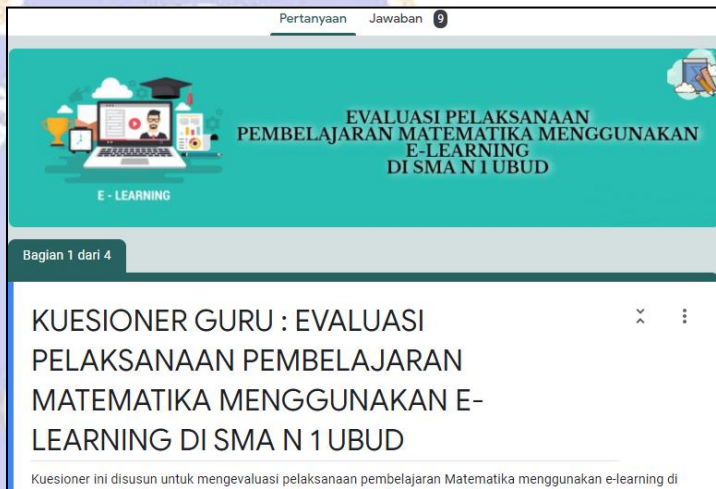 Pertanyaan Jawaban 9
EVALUASI PELAKSANAAN
PEMBELAJARAN MATEMATIKA MENGGUNAKAN
E-LEARNING
DI SMA N 1 UBUD
E - LEARNING
Bagian 1 dari 4
KUESIONER GURU : EVALUASI
PELAKSANAAN PEMBELAJARAN
MATEMATIKA MENGGUNAKAN E-
LEARNING DI SMA N 1 UBUD
Kuesioner ini disusun untuk mengevaluasi pelaksanaan pembelajaran Matematika menggunakan e-learning di